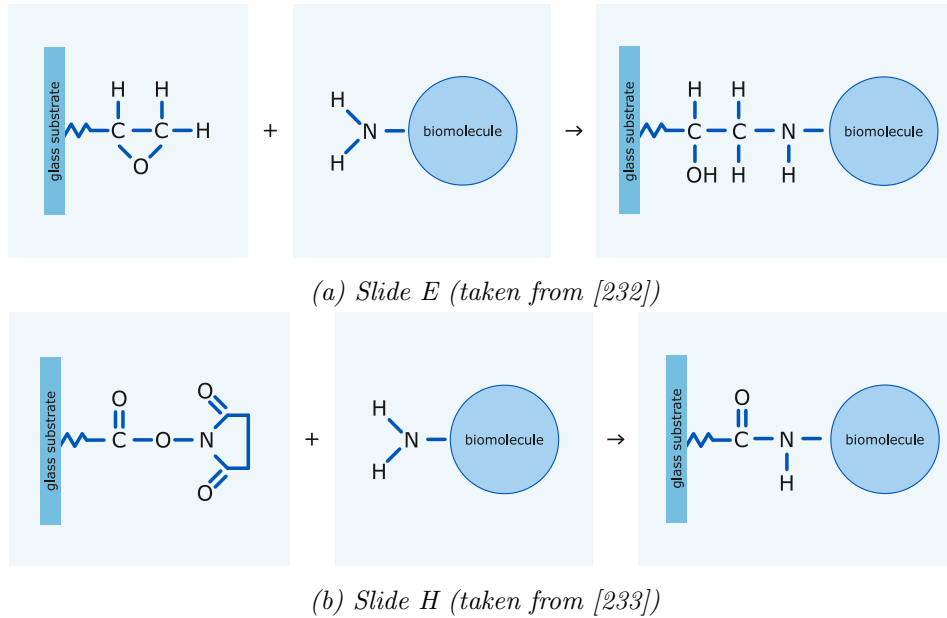 H H
glass substrate C C H
O
+
H
N biomolecule
H
→
H H
glass substrate C C N biomolecule
OH H H
(a) Slide E (taken from [232])
O O
glass substrate C O N
O
+
H
N biomolecule
H
→
O
glass substrate C N biomolecule
H
(b) Slide H (taken from [233])